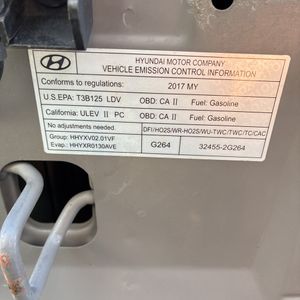 HYUNDAI MOTOR COMPANY
VEHICLE EMISSION CONTROL INFORMATION
Conforms to regulations: 2017 MY
U.S.EPA: T3B125 LDV OBD: CA II Fuel: Gasoline
California: ULEV II PC OBD: CA II Fuel: Gasoline
No adjustments needed. DFI/HO2S/WR-HO2S/WU-TWC/TWC/TC/CAC
Group: HHYXV02.01VF
Evap.: HHYXR0130AVE G264 32455-2G264